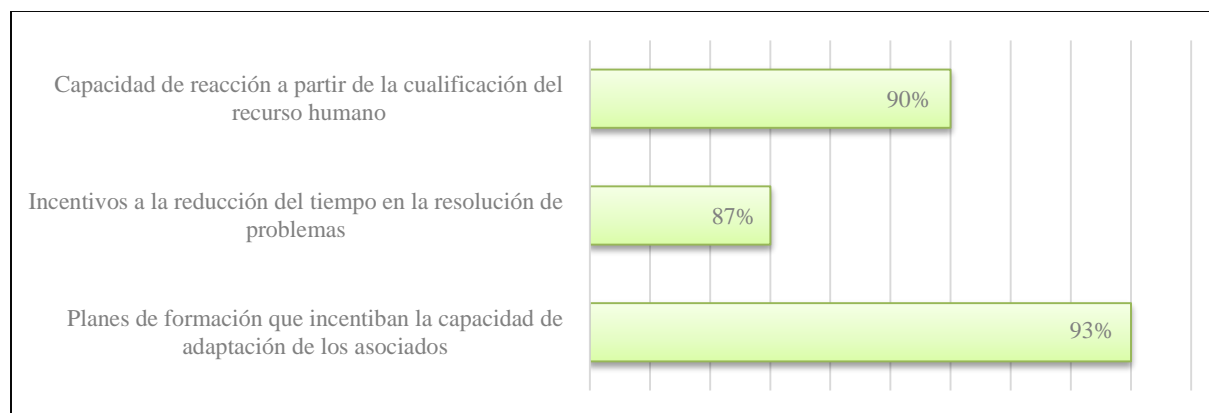 Capacidad de reacción a partir de la cualificación del
recurso humano
90%
Incentivos a la reducción del tiempo en la resolución de
problemas
87%
Planes de formación que incentiban la capacidad de
adaptación de los asociados
93%